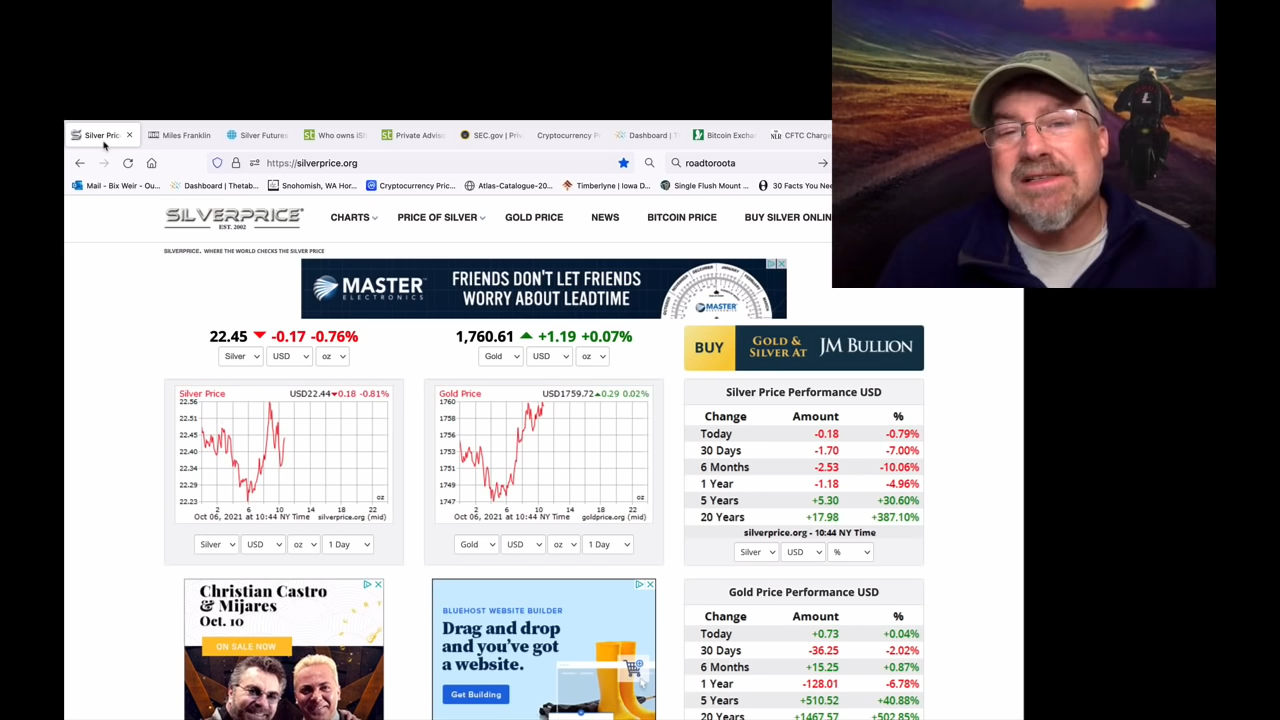 Silver Pric
Miles Franklin
Silver Futures
Who owns iSh
Private Adviso
SEC.gov | Priv
Cryptocurrency P
Dashboard | T
Bitcoin Excha
CFTC Charge
https://silverprice.org
roadtoroota
Mail - Bix Weir - Ou...
Dashboard | Thetab...
Snohomish, WA Hor...
Cryptocurrency Pric...
Atlas-Catalogue-20...
Timberlyne | Iowa D...
Single Flush Mount ...
30 Facts You Nee
SILVERPRICE
EST. 2002
CHARTS
PRICE OF SILVER
GOLD PRICE
NEWS
BITCOIN PRICE
BUY SILVER ONLIN
SILVERPRICE. WHERE THE WORLD CHECKS THE SILVER PRICE
MASTER
ELECTRONICS
FRIENDS DON'T LET FRIENDS
WORRY ABOUT LEADTIME
MASTER
22.45 -0.17 -0.76%
Silver USD oz
1,760.61 +1.19 +0.07%
Gold USD oz
BUY GOLD & SILVER AT JM BULLION
Silver Price USD22.44 0.18 -0.81%
22.56
22.51
22.45
22.40
22.34
22.29
22.23
2 6 10 14 18 22
oz
Oct 06, 2021 at 10:44 NY Time silverprice.org (mid)
Silver USD oz 1 Day
Gold Price USD1759.72 0.29 0.02%
1760
1758
1756
1753
1751
1749
1747
2 6 10 14 18 22
oz
Oct 06, 2021 at 10:44 NY Time goldprice.org (mid)
Gold USD oz 1 Day
Silver Price Performance USD
Change Amount %
Today -0.18 -0.79%
30 Days -1.70 -7.00%
6 Months -2.53 -10.06%
1 Year -1.18 -4.96%
5 Years +5.30 +30.60%
20 Years +17.98 +387.10%
silverprice.org - 10:44 NY Time
Silver USD %
Christian Castro
& Mijares
Oct. 10
ON SALE NOW
BLUEHOST WEBSITE BUILDER
Drag and drop
and you've got
a website.
Get Building
Gold Price Performance USD
Change Amount %
Today +0.73 +0.04%
30 Days -36.25 -2.02%
6 Months +15.25 +0.87%
1 Year -128.01 -6.78%
5 Years +510.52 +40.88%
20 Years +1467.57 +502.85%